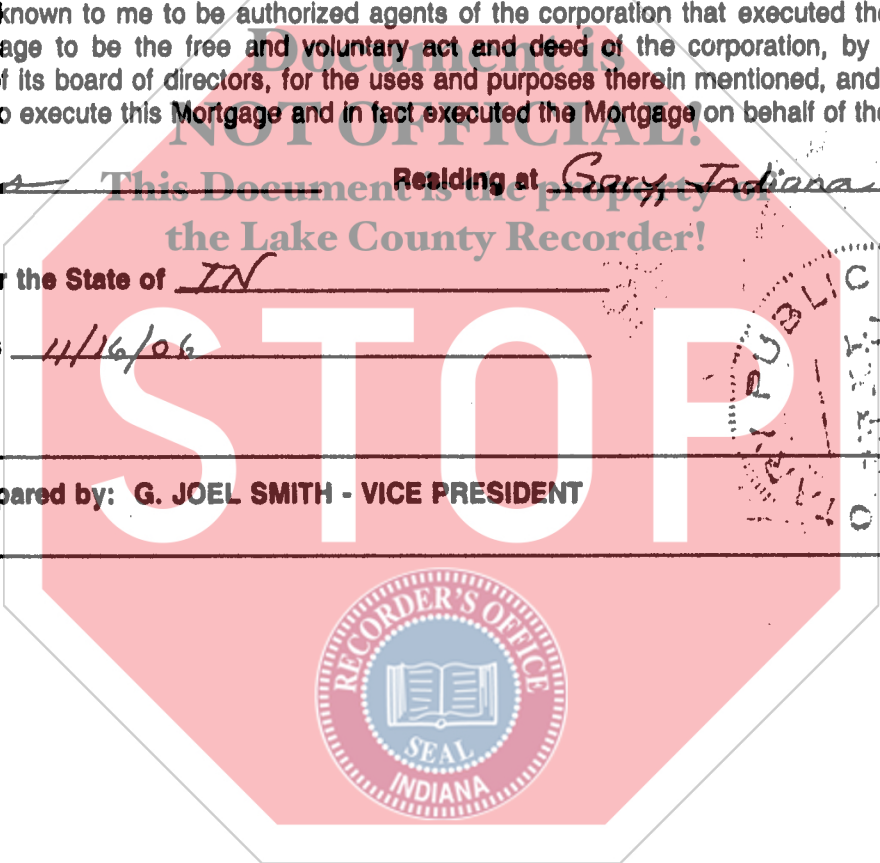 known to me to be authorized agents of the corporation that executed the
age to be the free and voluntary act and deed of the corporation, by
f its board of directors, for the uses and purposes therein mentioned, and
o execute this Mortgage and in fact executed the Mortgage on behalf of the
Document is
NOT OFFICIAL!
This Document is the property of
the Lake County Recorder!
Residing at Gary, Indiana
r the State of IN
4/16/06
STOP
PUBLIC
pared by: G. JOEL SMITH - VICE PRESIDENT
RECORDER'S OFFICE
SEAL
INDIANA